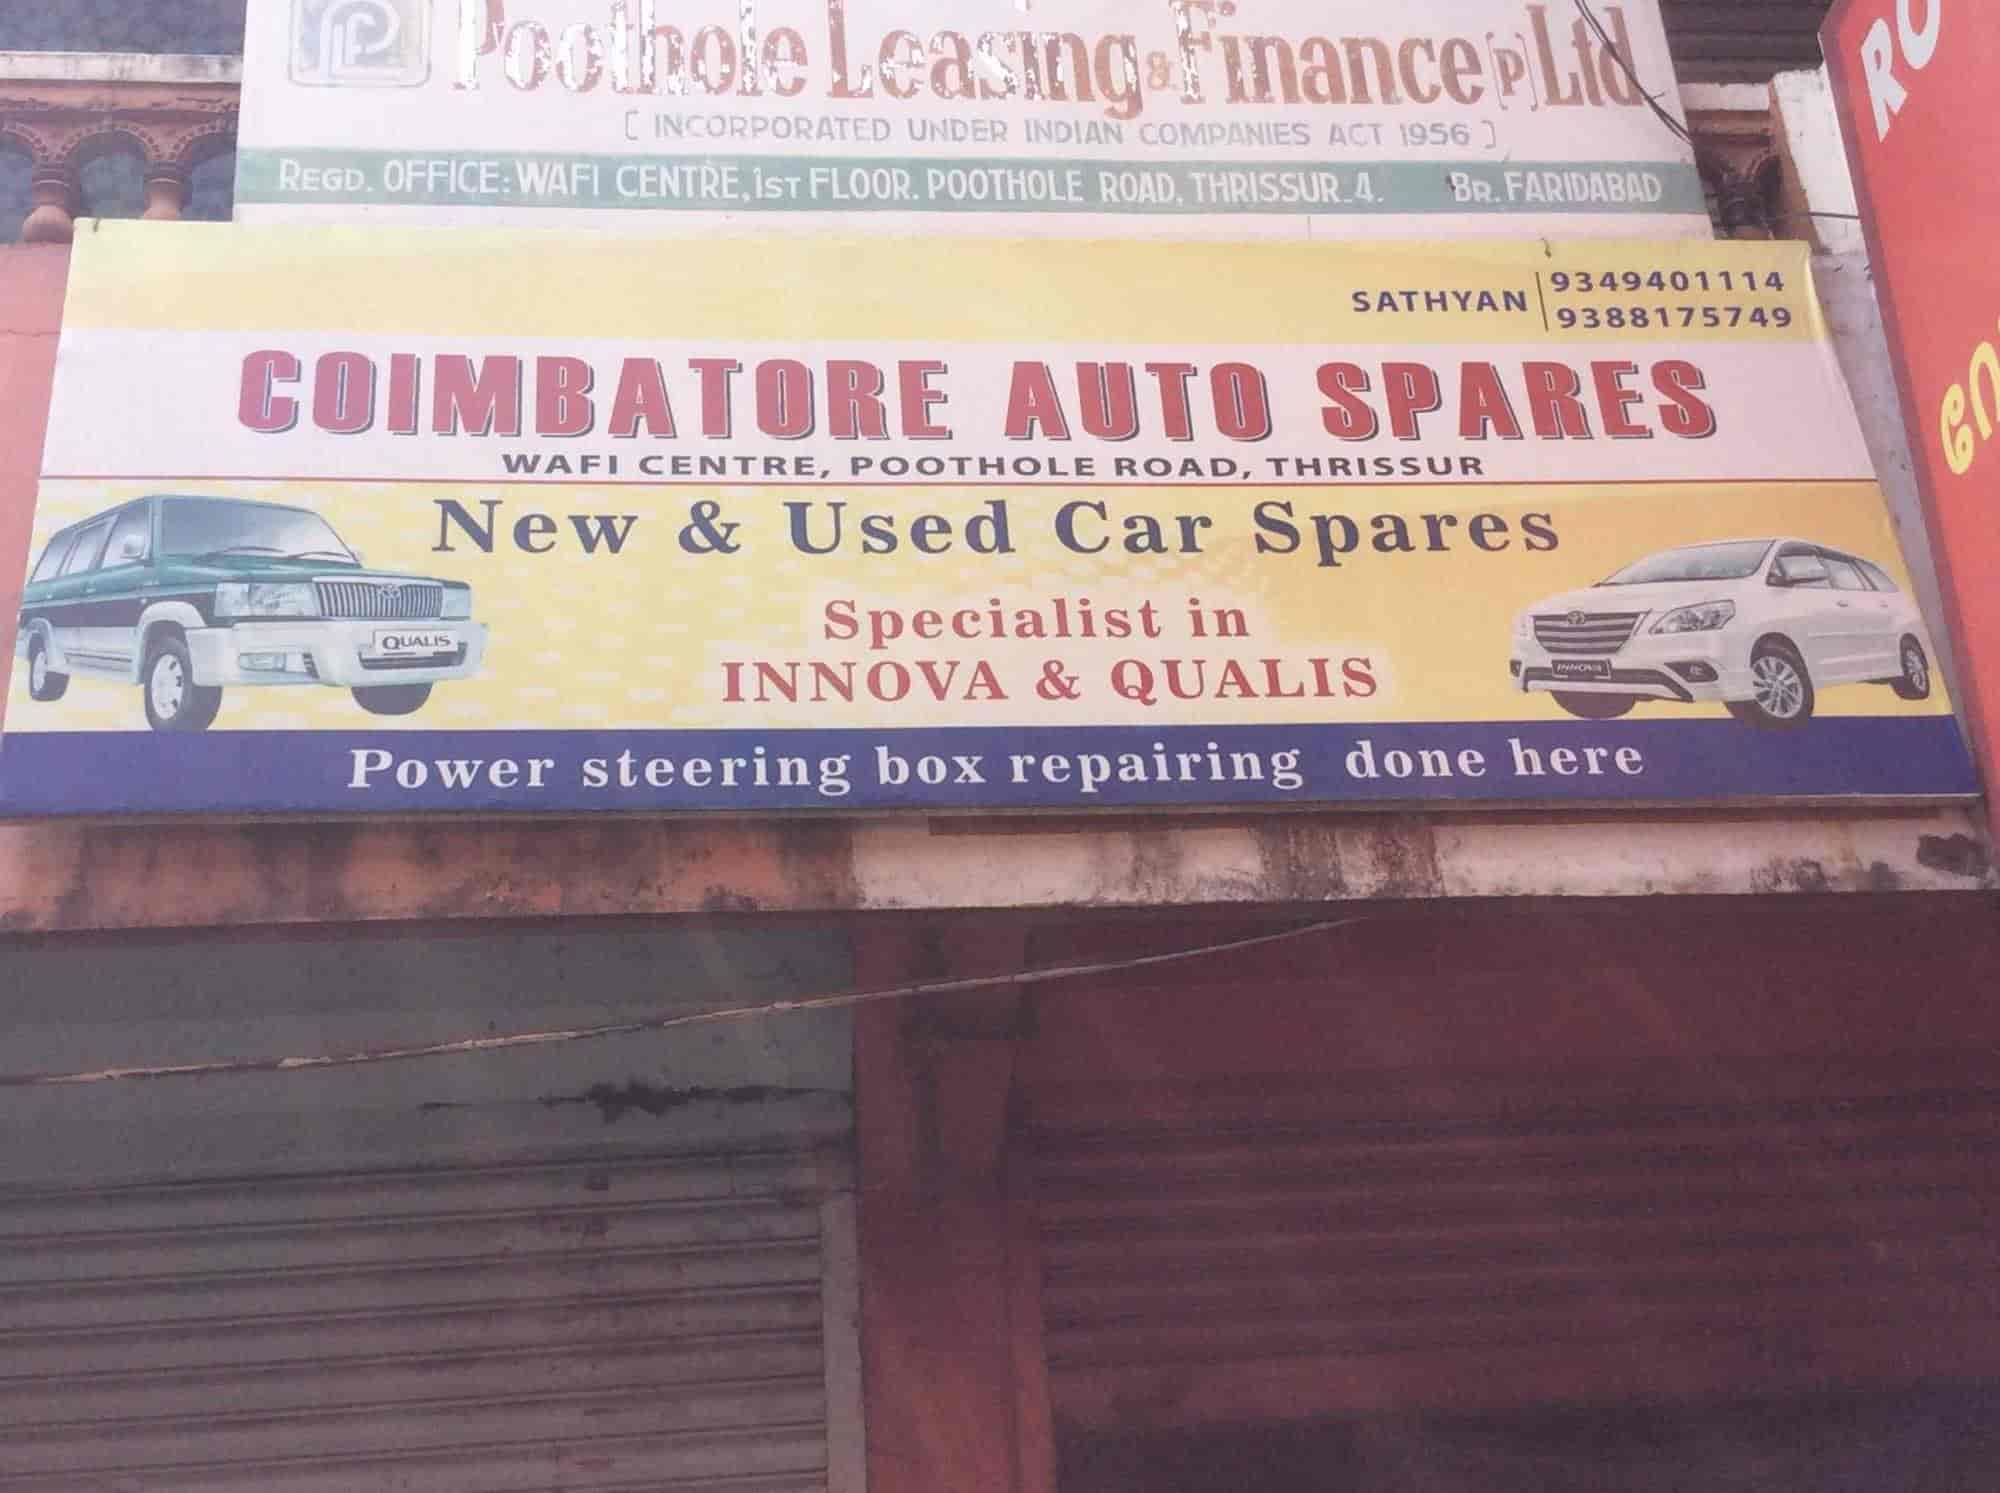 Poothole Leasing & Finance [P] Ltd
[ INCORPORATED UNDER INDIAN COMPANIES ACT 1956 ]
REGD. OFFICE: WAFI CENTRE, 1ST FLOOR. POOTHOLE ROAD, THRISSUR_4. BR. FARIDABAD
SATHYAN
9349401114
9388175749
COIMBATORE AUTO SPARES
WAFI CENTRE, POOTHOLE ROAD, THRISSUR
New & Used Car Spares
Specialist in
INNOVA & QUALIS
QUALIS
INNOVA
Power steering box repairing done here
RO